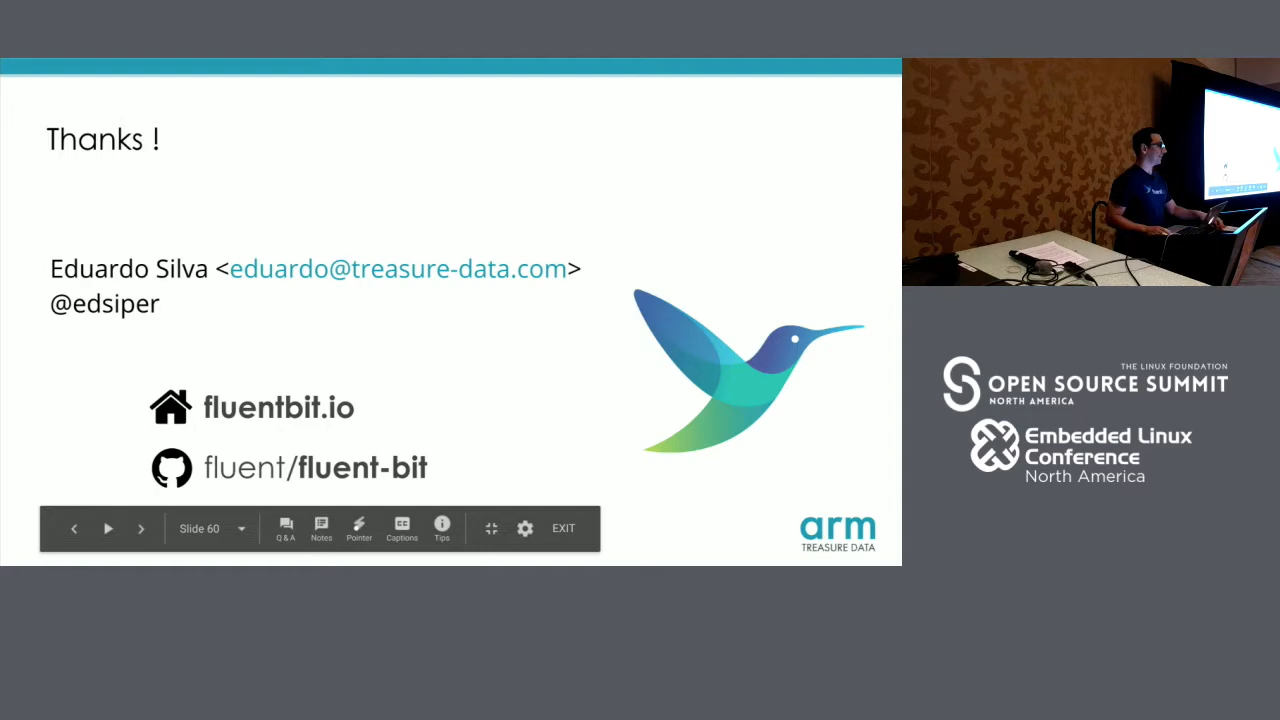 Thanks !
Eduardo Silva <eduardo@treasure-data.com>
@edsiper
fluentbit.io
fluent/fluent-bit
Slide 60
Q & A
Notes
Pointer
Captions
Tips
EXIT
arm
TREASURE DATA
THE LINUX FOUNDATION
OPEN SOURCE SUMMIT
NORTH AMERICA
Embedded Linux
Conference
North America